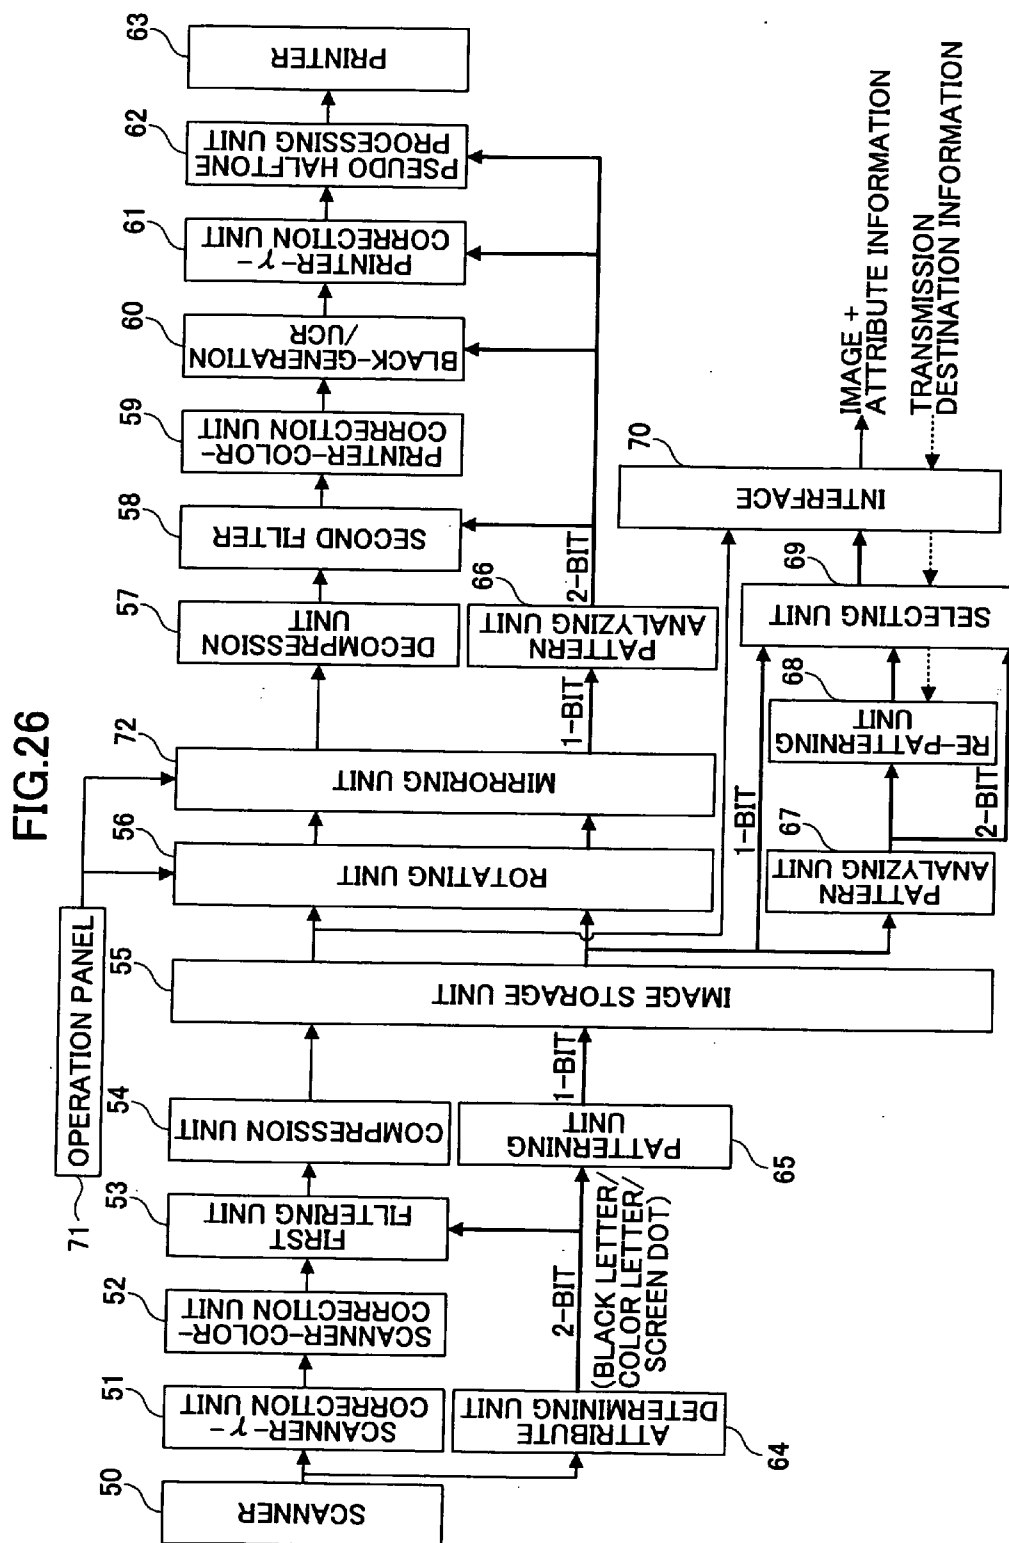 FIG.26
71
OPERATION PANEL
50
SCANNER
51
SCANNER-γ-
CORRECTION UNIT
52
SCANNER-COLOR-
CORRECTION UNIT
53
FIRST
FILTERING UNIT
54
COMPRESSION UNIT
55
IMAGE STORAGE UNIT
56
ROTATING UNIT
72
MIRRORING UNIT
57
DECOMPRESSION
UNIT
58
SECOND FILTER
59
PRINTER-COLOR-
CORRECTION UNIT
60
BLACK-GENERATION
/UCR
61
PRINTER-γ-
CORRECTION UNIT
62
PSEUDO HALFTONE
PROCESSING UNIT
63
PRINTER
64
ATTRIBUTE
DETERMINING UNIT
2-BIT
(BLACK LETTER/
COLOR LETTER/
SCREEN DOT)
65
PATTERNING
UNIT
1-BIT
1-BIT
66
PATTERN
ANALYZING UNIT
2-BIT
1-BIT
67
PATTERN
ANALYZING UNIT
2-BIT
68
RE-PATTERNING
UNIT
69
SELECTING UNIT
70
INTERFACE
IMAGE +
ATTRIBUTE INFORMATION
TRANSMISSION
DESTINATION INFORMATION